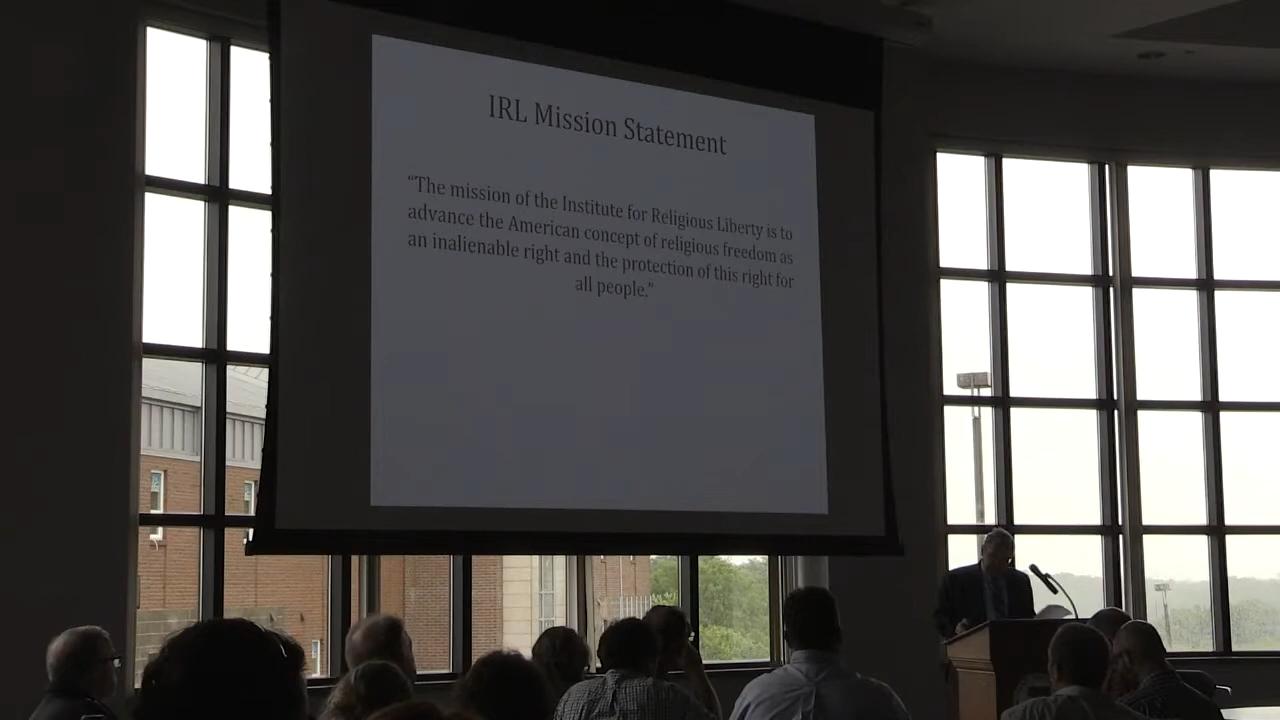 IRL Mission Statement
“The mission of the Institute for Religious Liberty is to
advance the American concept of religious freedom as
an inalienable right and the protection of this right for
all people.”